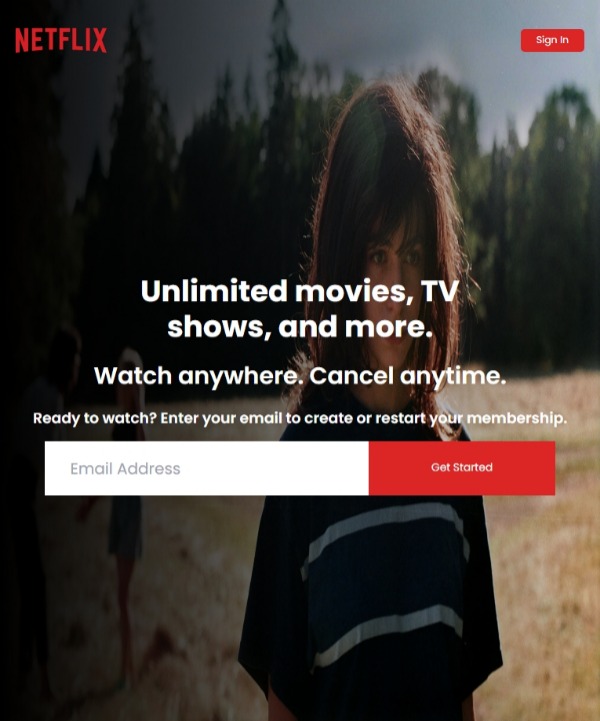 NETFLIX
Sign In
Unlimited movies, TV
shows, and more.
Watch anywhere. Cancel anytime.
Ready to watch? Enter your email to create or restart your membership.
Email Address
Get Started